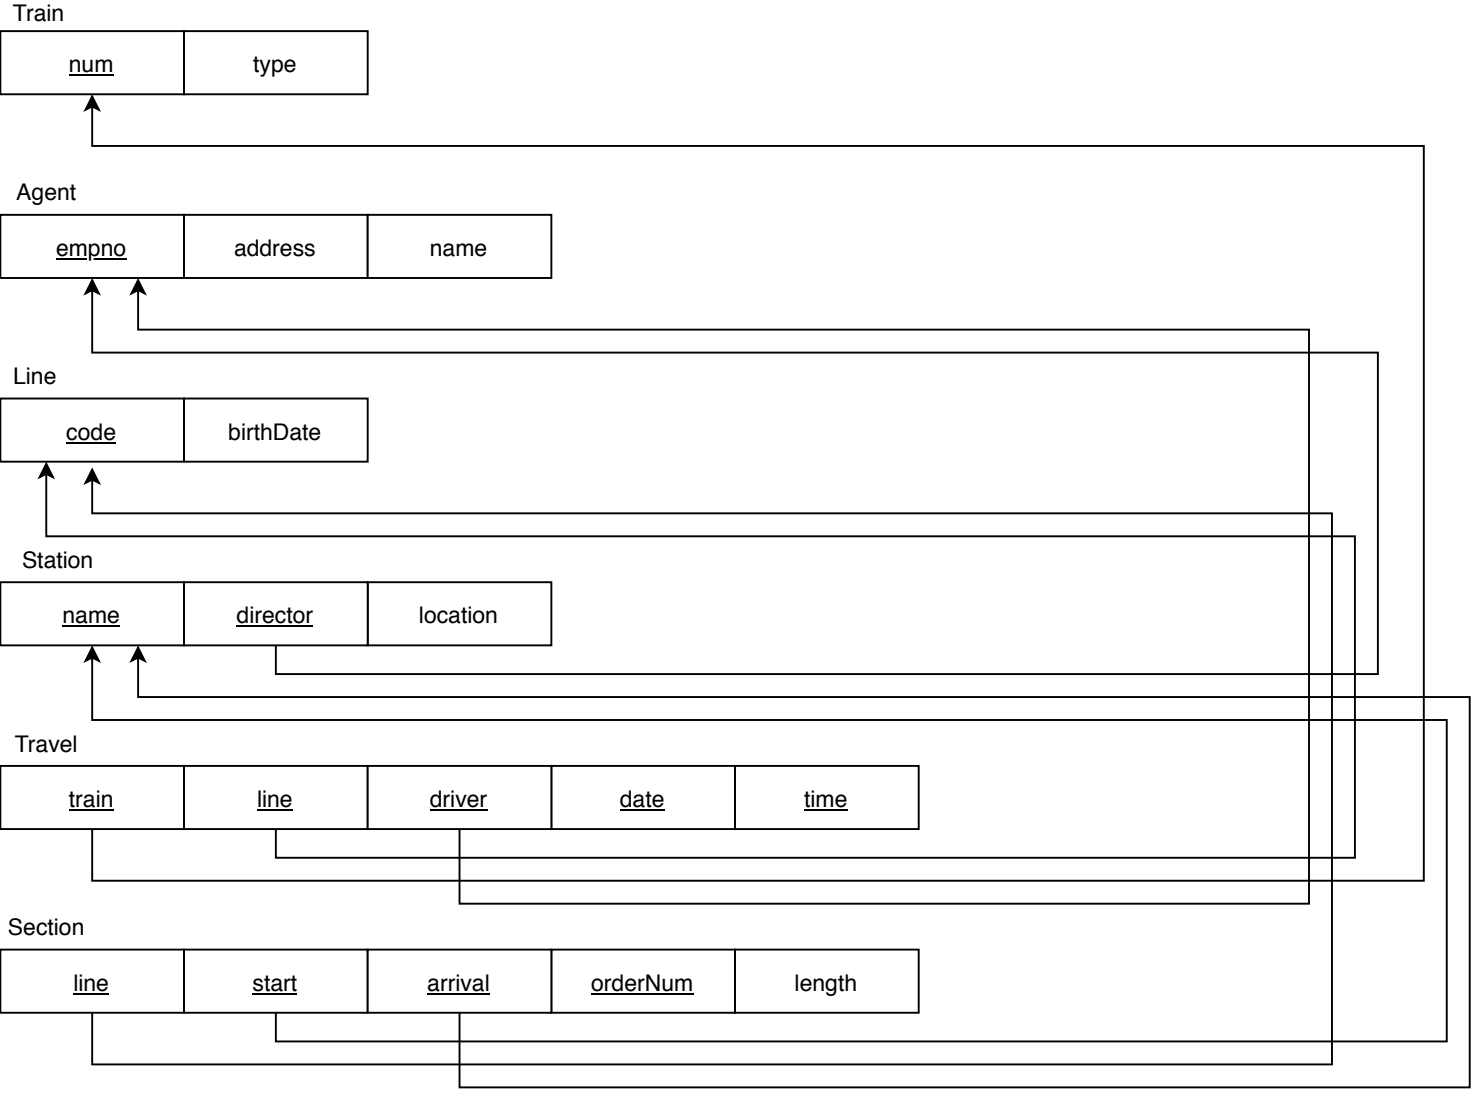 Train
num type
Agent
empno address name
Line
code birthDate
Station
name director location
Travel
train line driver date time
Section
line start arrival orderNum length